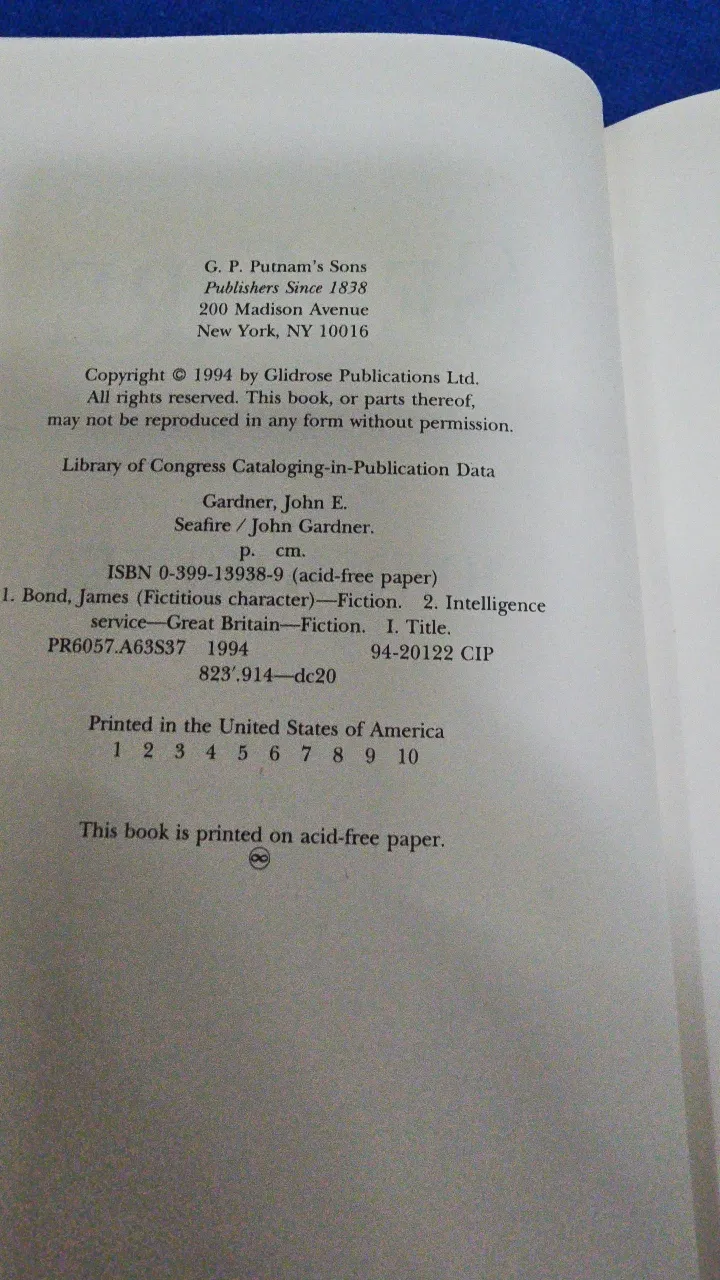 G. P. Putnam's Sons
Publishers Since 1838
200 Madison Avenue
New York, NY 10016
Copyright © 1994 by Glidrose Publications Ltd.
All rights reserved. This book, or parts thereof,
may not be reproduced in any form without permission.
Library of Congress Cataloging-in-Publication Data
Gardner, John E.
Seafire / John Gardner.
p. cm.
ISBN 0-399-13938-9 (acid-free paper)
1. Bond, James (Fictitious character)—Fiction. 2. Intelligence
service—Great Britain—Fiction. I. Title.
PR6057.A63S37 1994 94-20122 CIP
823'.914—dc20
Printed in the United States of America
1 2 3 4 5 6 7 8 9 10
This book is printed on acid-free paper.
♾